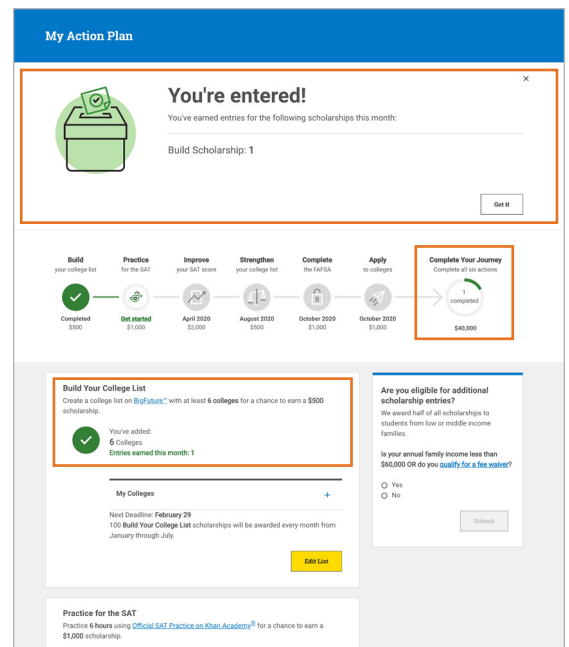 My Action Plan
×
You're entered!
You've earned entries for the following scholarships this month:
Build Scholarship: 1
Got it
Build
your college list
Completed
$500
Practice
for the SAT
Get started
$1,000
Improve
your SAT score
April 2020
$2,000
Strengthen
your college list
August 2020
$500
Complete
the FAFSA
October 2020
$1,000
Apply
to colleges
October 2020
$1,000
Complete Your Journey
Complete all six actions
1
completed
$40,000
Build Your College List
Create a college list on BigFuture™ with at least 6 colleges for a chance to earn a $500
scholarship.
You've added:
6 Colleges
Entries earned this month: 1
My Colleges +
Next Deadline: February 29
100 Build Your College List scholarships will be awarded every month from
January through July.
Edit List
Are you eligible for additional
scholarship entries?
We award half of all scholarships to
students from low or middle income
families.
Is your annual family income less than
$60,000 OR do you qualify for a fee waiver?
Yes
No
Submit
Practice for the SAT
Practice 6 hours using Official SAT Practice on Khan Academy® for a chance to earn a
$1,000 scholarship.